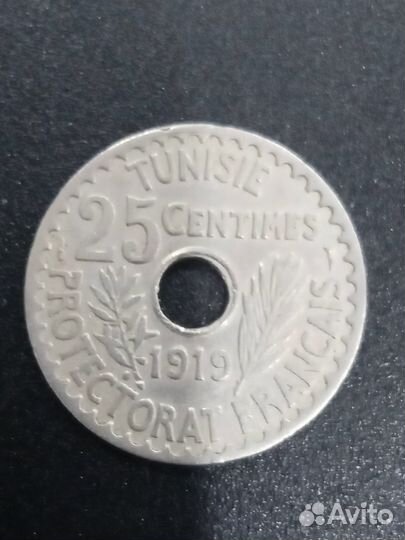 TUNISIE
25 CENTIMES
1919
PROTECTORAT FRANÇAIS
Avito